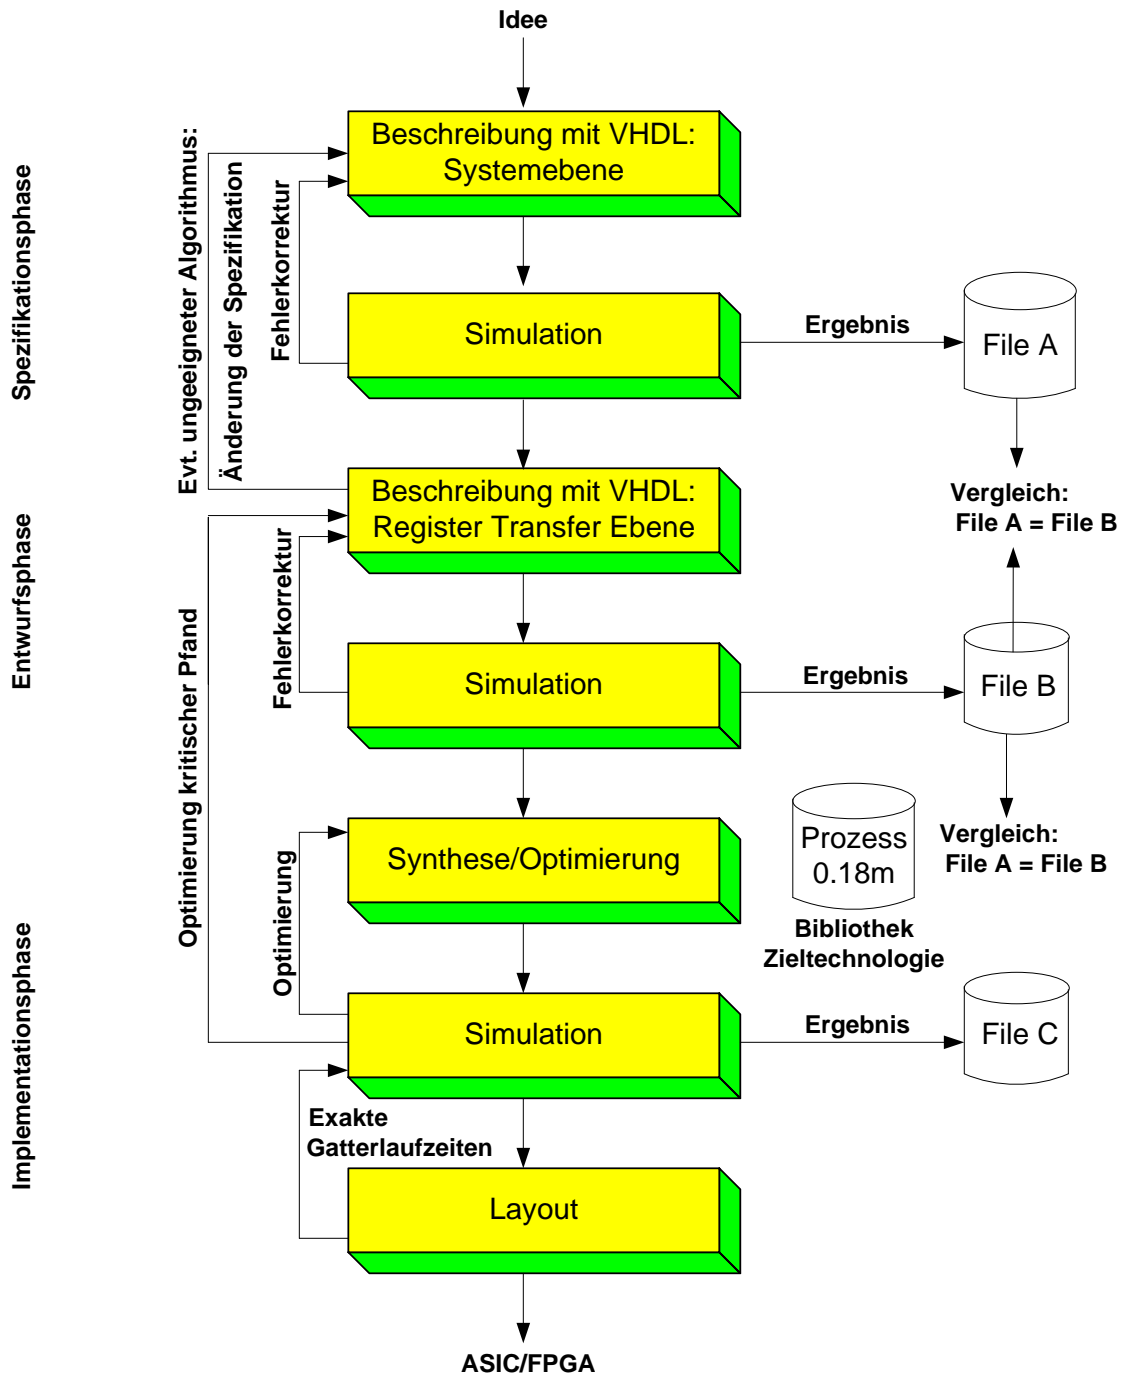 Idee
Beschreibung mit VHDL:
Systemebene
Spezifikationsphase
Evt. ungeeigneter Algorithmus:
Änderung der Spezifikation
Fehlerkorrektur
Simulation
Ergebnis
File A
Vergleich:
File A = File B
Beschreibung mit VHDL:
Register Transfer Ebene
Entwurfsphase
Optimierung kritischer Pfand
Fehlerkorrektur
Simulation
Ergebnis
File B
Vergleich:
File A = File B
Synthese/Optimierung
Prozess
0.18m
Bibliothek
Zieltechnologie
Implementationsphase
Optimierung
Simulation
Ergebnis
File C
Exakte
Gatterlaufzeiten
Layout
ASIC/FPGA